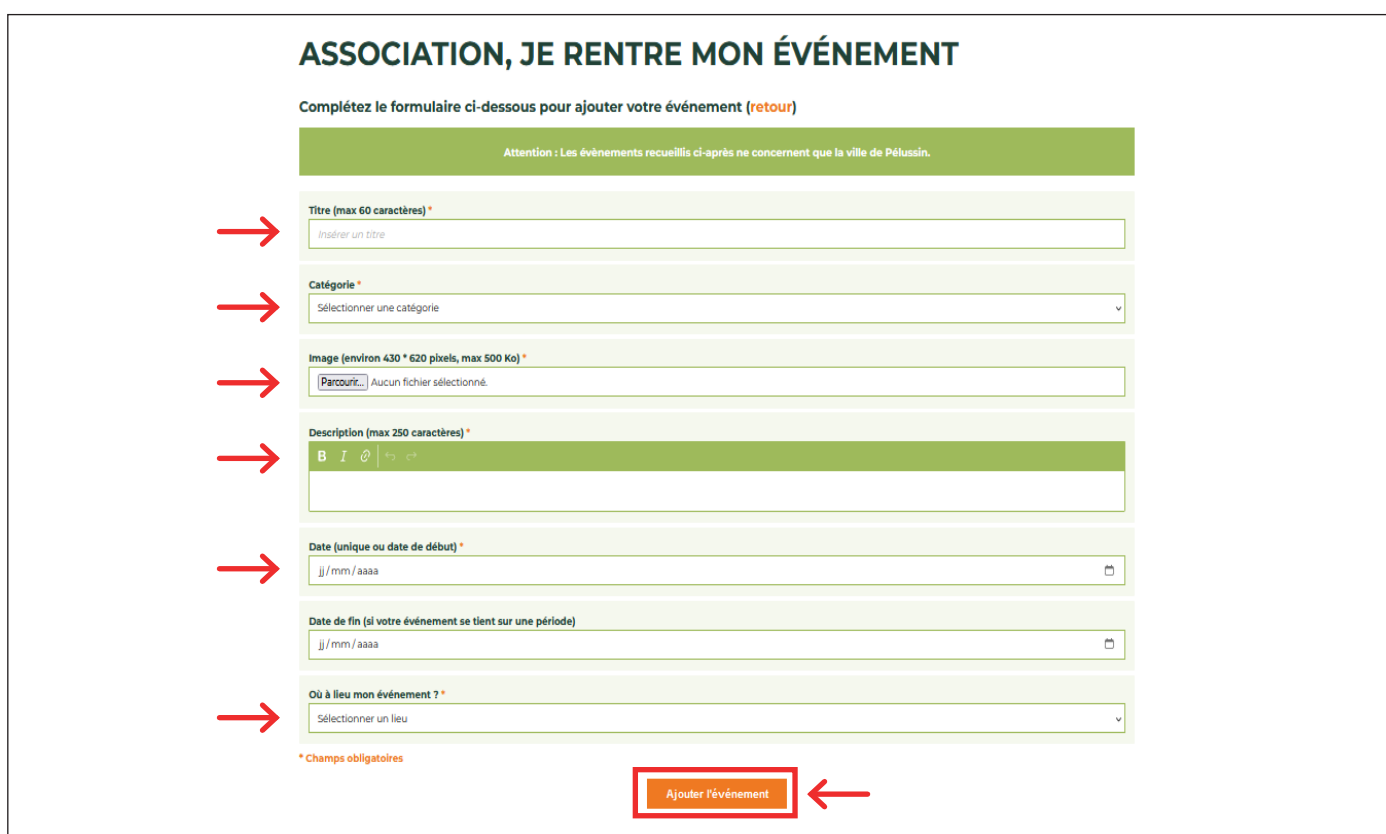 ASSOCIATION, JE RENTRE MON ÉVÉNEMENT
Complétez le formulaire ci-dessous pour ajouter votre événement (retour)
Attention : Les évènements recueillis ci-après ne concernent que la ville de Pélussin.
Titre (max 60 caractères) *
Insérer un titre
Catégorie *
Sélectionner une catégorie
Image (environ 430 * 620 pixels, max 500 Ko) *
Parcourir... Aucun fichier sélectionné.
Description (max 250 caractères) *
B I
Date (unique ou date de début) *
jj/mm/aaaa
Date de fin (si votre événement se tient sur une période)
jj/mm/aaaa
Où à lieu mon événement ? *
Sélectionner un lieu
* Champs obligatoires
Ajouter l'événement